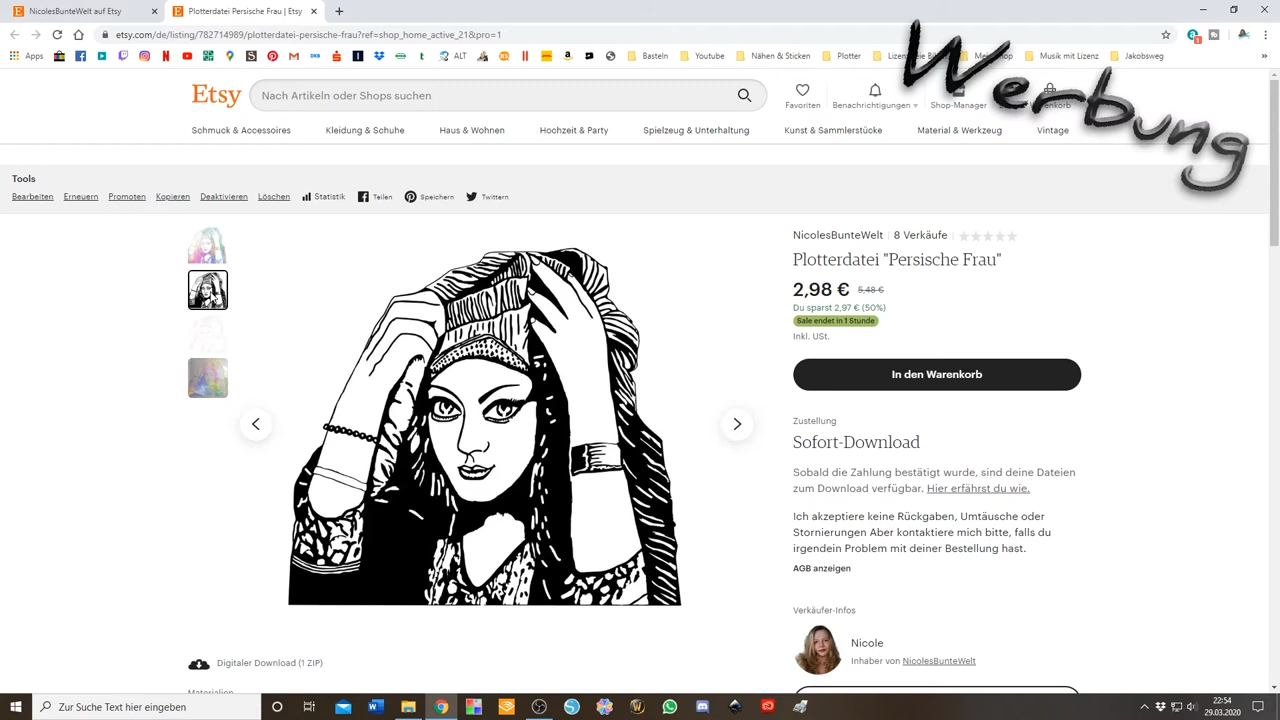 NicolesBunteWelt auf Etsy
Plotterdatei Persische Frau | Etsy
etsy.com/de/listing/782714989/plotterdatei-persische-frau?ref=shop_home_active_21&pro=1
Apps ALT Basteln Youtube Nähen & Sticken Plotter Musik mit Lizenz Jakobsweg
Werbung
Etsy
Nach Artikeln oder Shops suchen
Favoriten Benachrichtigungen Shop-Manager
Schmuck & Accessoires Kleidung & Schuhe Haus & Wohnen Hochzeit & Party Spielzeug & Unterhaltung Kunst & Sammlerstücke Material & Werkzeug Vintage
Tools
Bearbeiten Erneuern Promoten Kopieren Deaktivieren Löschen Statistik Teilen Speichern Twittern
NicolesBunteWelt 8 Verkäufe
Plotterdatei "Persische Frau"
2,98 € 5,48 €
Du sparst 2,97 € (50%)
Sale endet in 1 Stunde
Inkl. USt.
In den Warenkorb
Zustellung
Sofort-Download
Sobald die Zahlung bestätigt wurde, sind deine Dateien
zum Download verfügbar. Hier erfährst du wie.
Ich akzeptiere keine Rückgaben, Umtäusche oder
Stornierungen Aber kontaktiere mich bitte, falls du
irgendein Problem mit deiner Bestellung hast.
AGB anzeigen
Verkäufer-Infos
Nicole
Inhaber von NicolesBunteWelt
Digitaler Download (1 ZIP)
Materialien
Zur Suche Text hier eingeben
22:54
29.03.2020